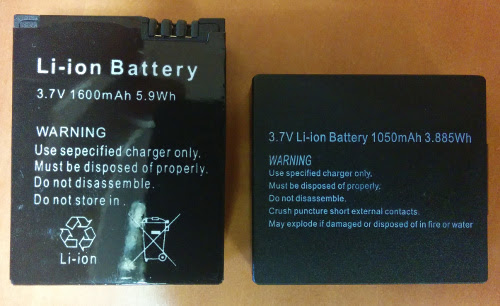 Li-ion Battery
3.7V 1600mAh 5.9Wh
WARNING
Use sepecified charger only.
Must be disposed of properly.
Do not disassemble.
Do not store in .
Li-ion
3.7V Li-ion Battery 1050mAh 3.885Wh
WARNING
Use specified charger only.
Must be disposed of properly.
Do not disassemble.
Crush puncture short external contacts.
May explode if damaged or disposed of in fire or water